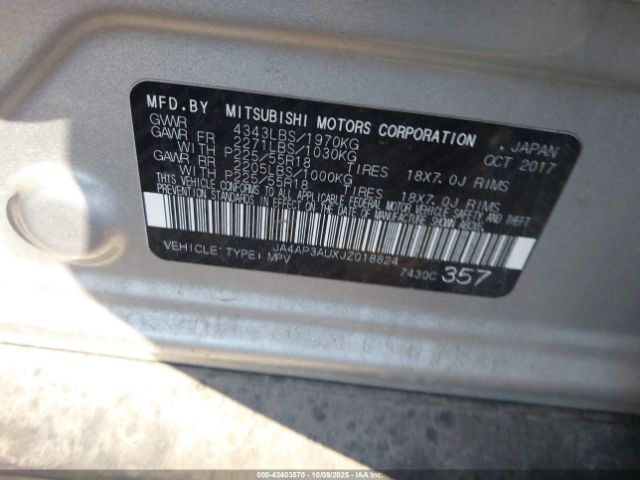 MFD.BY MITSUBISHI MOTORS CORPORATION , JAPAN
GVWR 4343LBS/1970KG OCT 2017
GAWR FR 2271LBS/1030KG
WITH P225/55R18 TIRES 18X7.0J RIMS
GAWR RR 2205LBS/1000KG
WITH P225/55R18 TIRES 18X7.0J RIMS
THIS VEHICLE CONFORMS TO ALL APPLICABLE FEDERAL MOTOR VEHICLE SAFETY AND THEFT
PREVENTION STANDARDS IN EFFECT ON THE DATE OF MANUFACTURE SHOWN ABOVE.
JA4AP3AUXJZ018824
VEHICLE TYPE: MPV 7430C 357
000-43403570 10/09/2025 - IAA Inc. Copyright ©2025